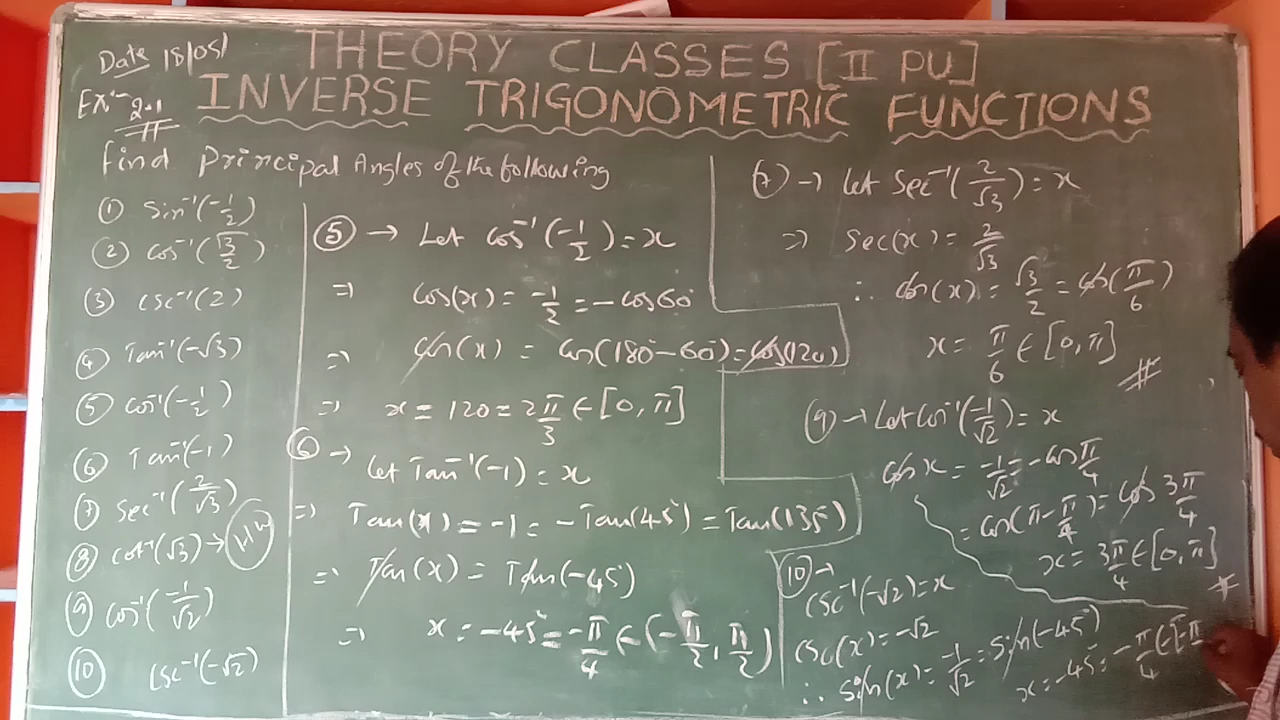 Date 18/05/
THEORY CLASSES [II PU]
Ex:- 2.1
INVERSE TRIGONOMETRIC FUNCTIONS
Find Principal Angles of the following
① Sin⁻¹(-1/2)
② Cos⁻¹(√3/2)
③ Csc⁻¹(2)
④ Tan⁻¹(-√3)
⑤ Cos⁻¹(-1/2)
⑥ Tan⁻¹(-1)
⑦ Sec⁻¹(2/√3)
⑧ Cot⁻¹(√3) → H/W
⑨ Cos⁻¹(-1/√2)
⑩ Csc⁻¹(-√2)
⑤ → Let Cos⁻¹(-1/2) = x
⇒ Cos(x) = -1/2 = -Cos60°
⇒ Cos(x) = Cos(180°-60°) = Cos(120)
⇒ x = 120 = 2π/3 ∈ [0, π]
⑥ → Let Tan⁻¹(-1) = x
⇒ Tan(x) = -1 = -Tan(45°) = Tan(135°)
⇒ Tan(x) = Tan(-45°)
⇒ x = -45° = -π/4 ∈ (-π/2, π/2)
⑦ → Let Sec⁻¹(2/√3) = x
⇒ Sec(x) = 2/√3
∴ Cos(x) = √3/2 = Cos(π/6)
x = π/6 ∈ [0, π]
#
⑨ → Let Cos⁻¹(-1/√2) = x
Cos x = -1/√2 = -Cos π/4
= Cos(π - π/4) = Cos 3π/4
x = 3π/4 ∈ [0, π]
#
⑩ →
Csc⁻¹(-√2) = x
Csc(x) = -√2
∴ Sin(x) = -1/√2 = Sin(-45°)
x = -45° = -π/4 ∈ [-π